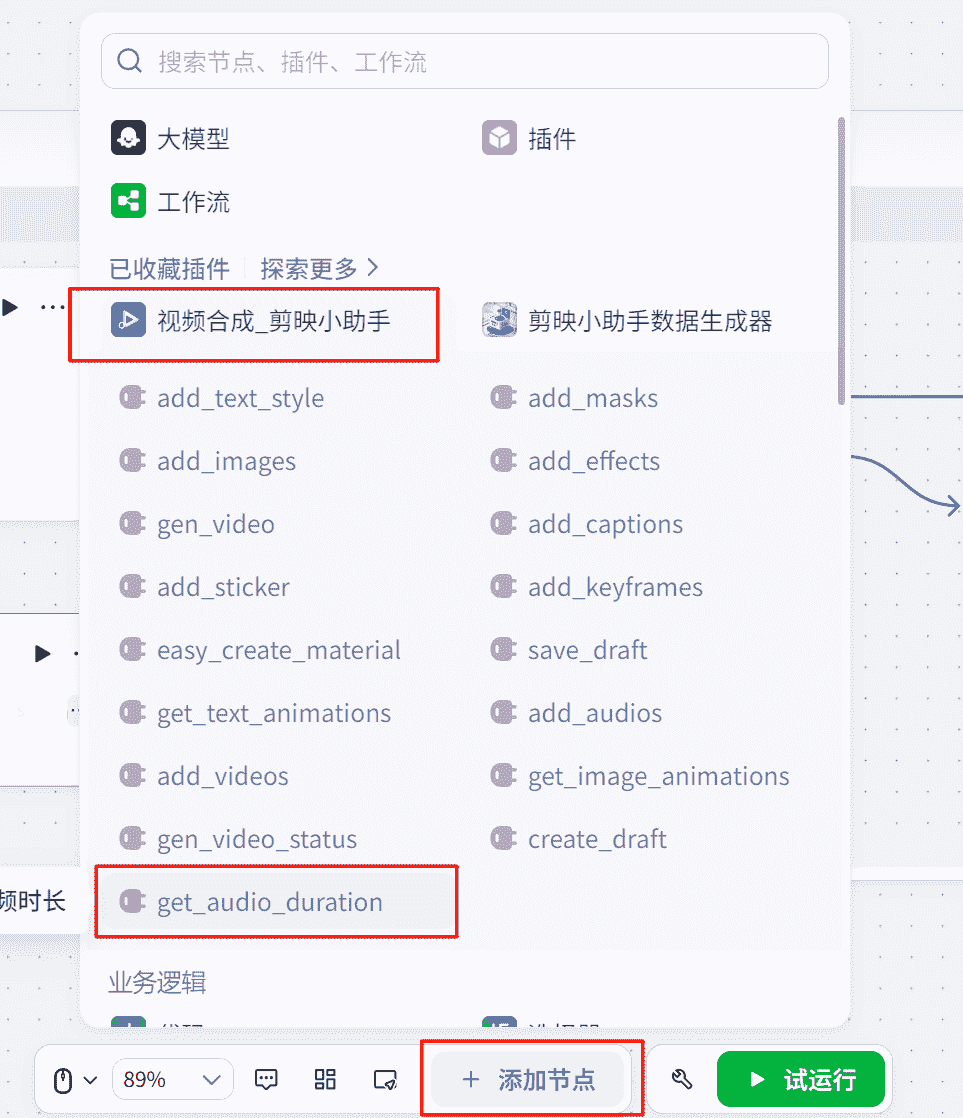 搜索节点、插件、工作流
大模型
插件
工作流
已收藏插件 探索更多
视频合成_剪映小助手
剪映小助手数据生成器
add_text_style
add_masks
add_images
add_effects
gen_video
add_captions
add_sticker
add_keyframes
easy_create_material
save_draft
get_text_animations
add_audios
add_videos
get_image_animations
gen_video_status
create_draft
get_audio_duration
频时长
业务逻辑
89%
添加节点
试运行